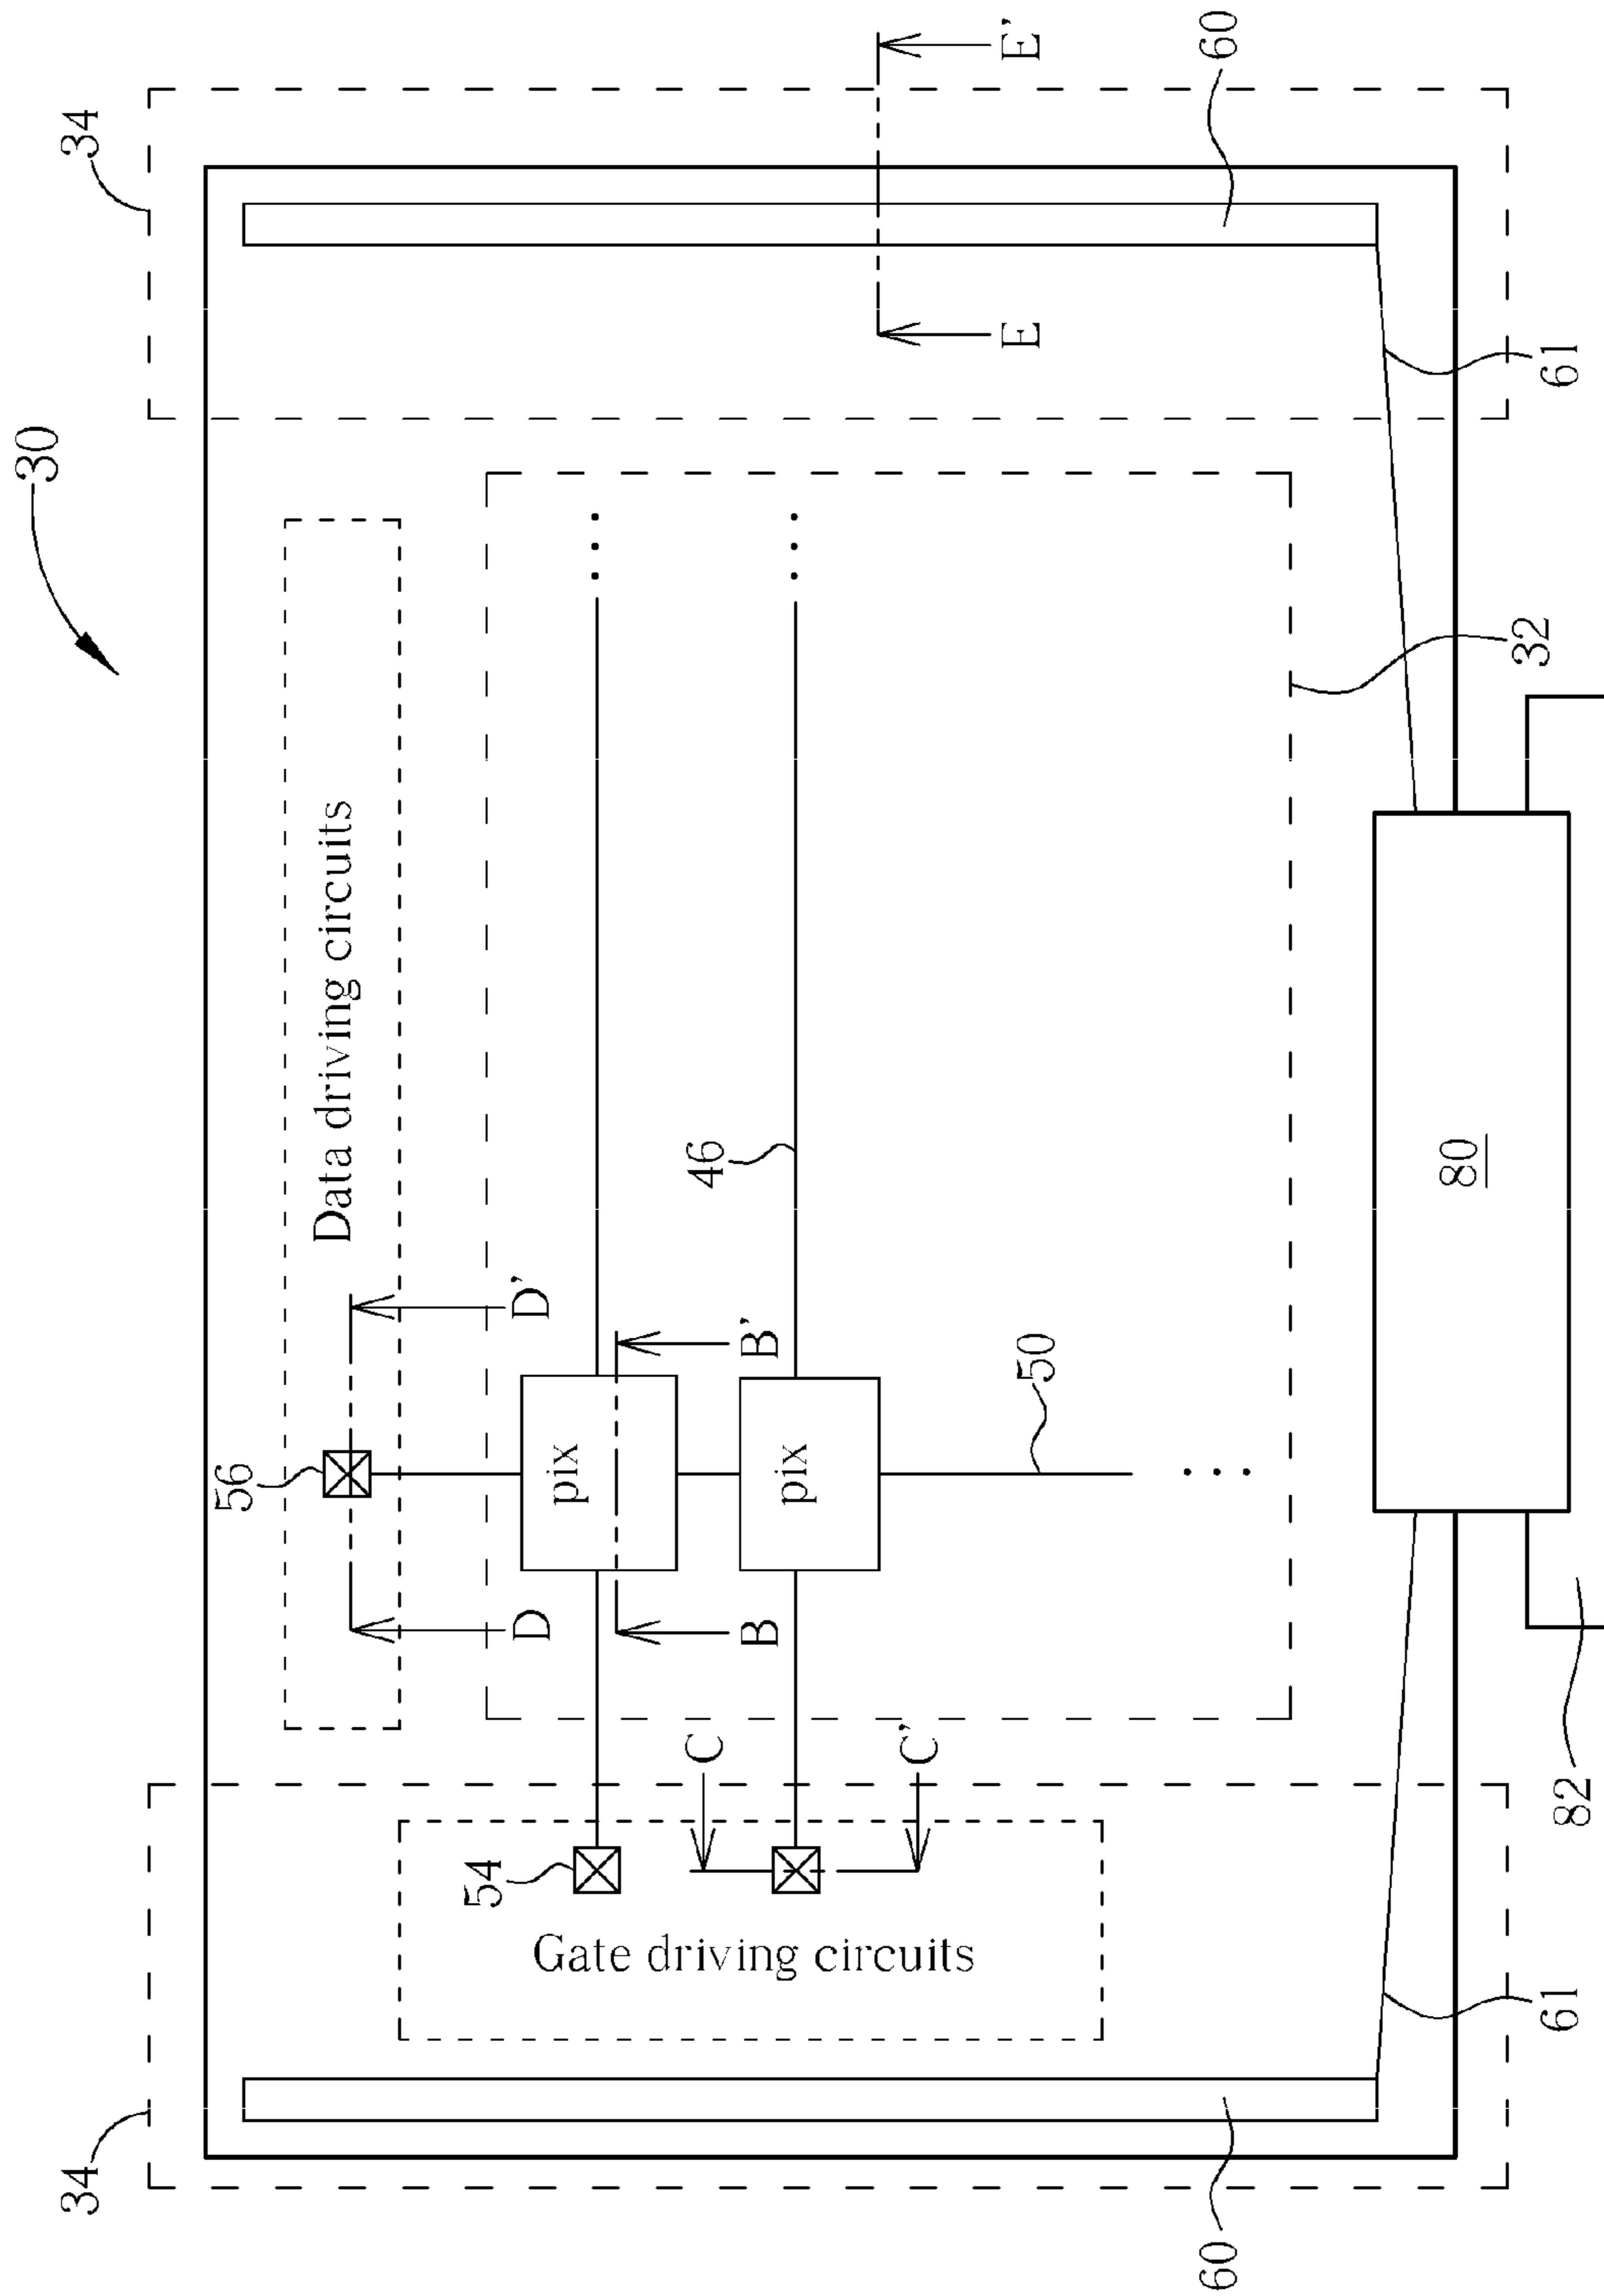 30
34
34
56
Data driving circuits
54
D
D'
pix
C
46
B
B'
Gate driving circuits
pix
C'
50
E
E'
60
60
80
32
61
61
82